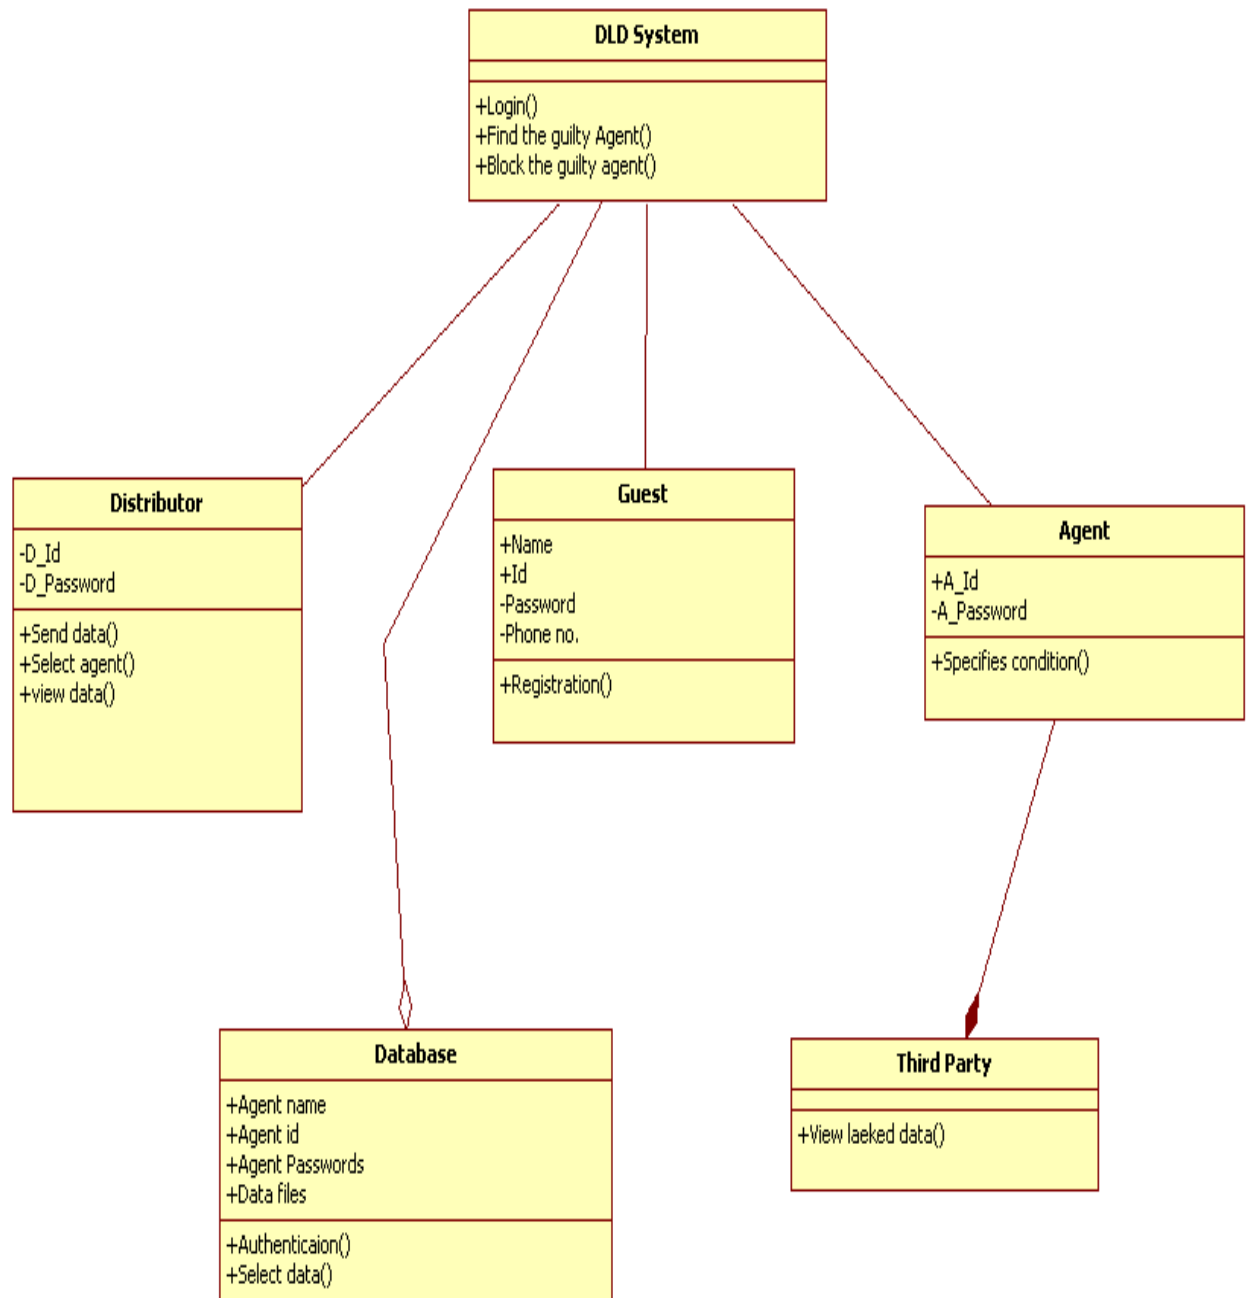 DLD System
+Login()
+Find the guilty Agent()
+Block the guilty agent()
Distributor
-D_Id
-D_Password
+Send data()
+Select agent()
+view data()
Guest
+Name
+Id
-Password
-Phone no.
+Registration()
Agent
+A_Id
-A_Password
+Specifies condition()
Database
+Agent name
+Agent id
+Agent Passwords
+Data files
+Authenticaion()
+Select data()
Third Party
+View laeked data()